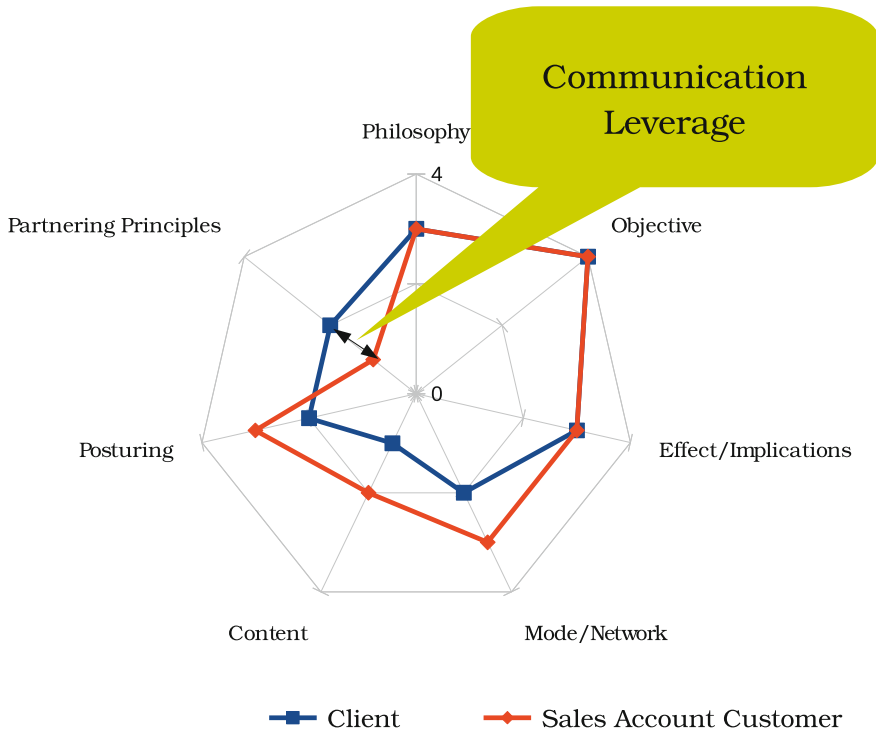 Communication
Leverage
Philosophy
4
Partnering Principles
Objective
0
Posturing
Effect/Implications
Content
Mode/Network
Client
Sales Account Customer